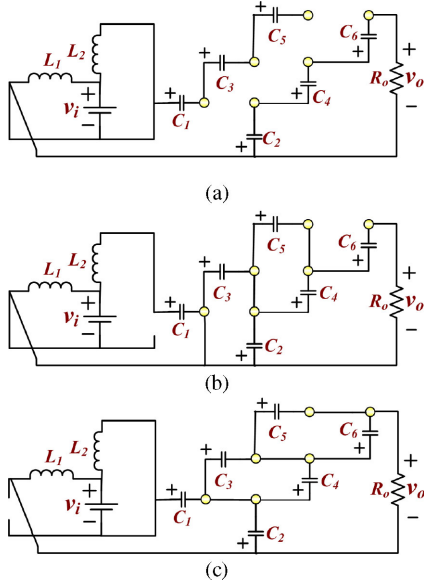 L1 L2 vi + − + C1 + C3 + C5 + C2 + C4 + C6 Ro + vo −
(a)
L1 L2 vi + − + C1 + C3 + C5 + C2 + C4 + C6 Ro + vo −
(b)
L1 L2 vi + − + C1 + C3 + C5 + C2 + C4 + C6 Ro + vo −
(c)